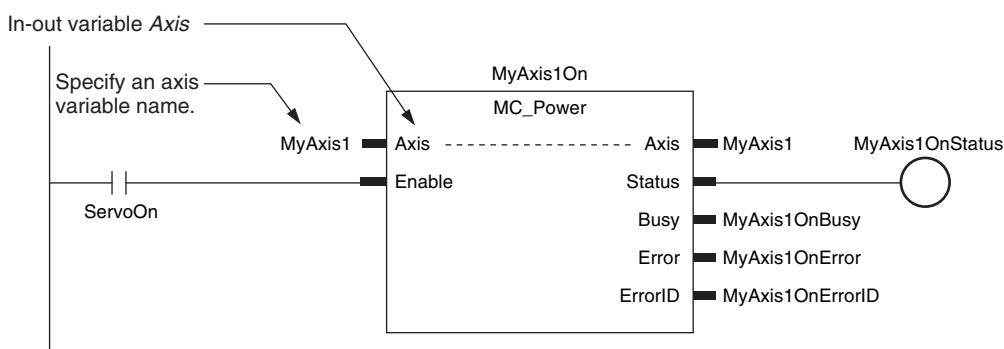 In-out variable Axis
Specify an axis
variable name.
MyAxis1On
MC_Power
MyAxis1 Axis Axis MyAxis1 MyAxis1OnStatus
Enable Status
ServoOn
Busy MyAxis1OnBusy
Error MyAxis1OnError
ErrorID MyAxis1OnErrorID